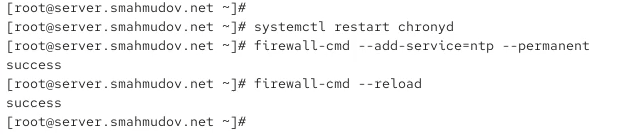 [root@server.smahmudov.net ~]#
[root@server.smahmudov.net ~]# systemctl restart chronyd
[root@server.smahmudov.net ~]# firewall-cmd --add-service=ntp --permanent
success
[root@server.smahmudov.net ~]# firewall-cmd --reload
success
[root@server.smahmudov.net ~]#